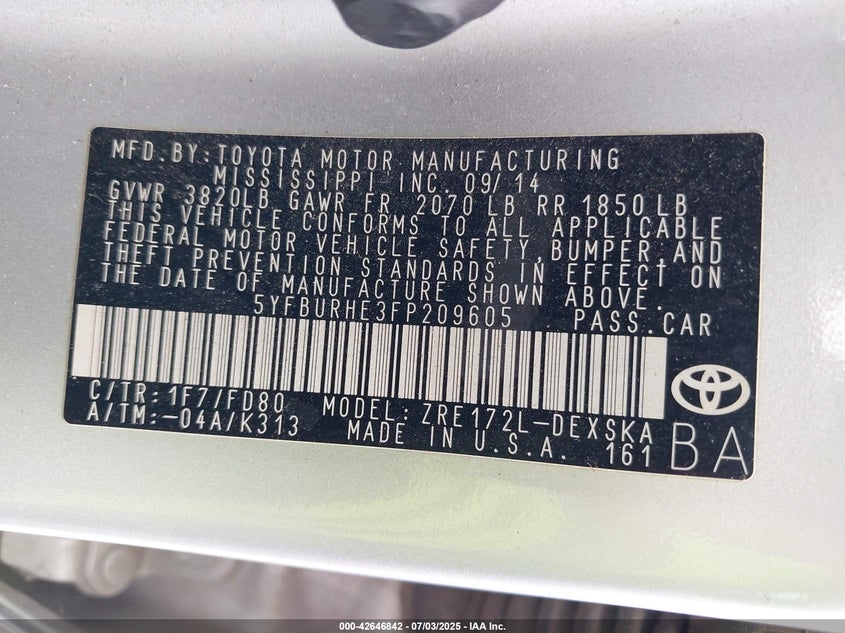 MFD.BY:TOYOTA MOTOR MANUFACTURING
MISSISSIPPI INC. 09/14
GVWR 3820LB GAWR FR 2070 LB RR 1850 LB
THIS VEHICLE CONFORMS TO ALL APPLICABLE
FEDERAL MOTOR VEHICLE SAFETY,BUMPER,AND
THEFT PREVENTION STANDARDS IN EFFECT ON
THE DATE OF MANUFACTURE SHOWN ABOVE.
5YFBURHE3FP209605 PASS.CAR
C/TR:1F7/FD80 MODEL:ZRE172L-DEXSKA
A/TM:-04A/K313 MADE IN U.S.A. 161
BA
000-42646842 - 07/03/2025 - IAA Inc.